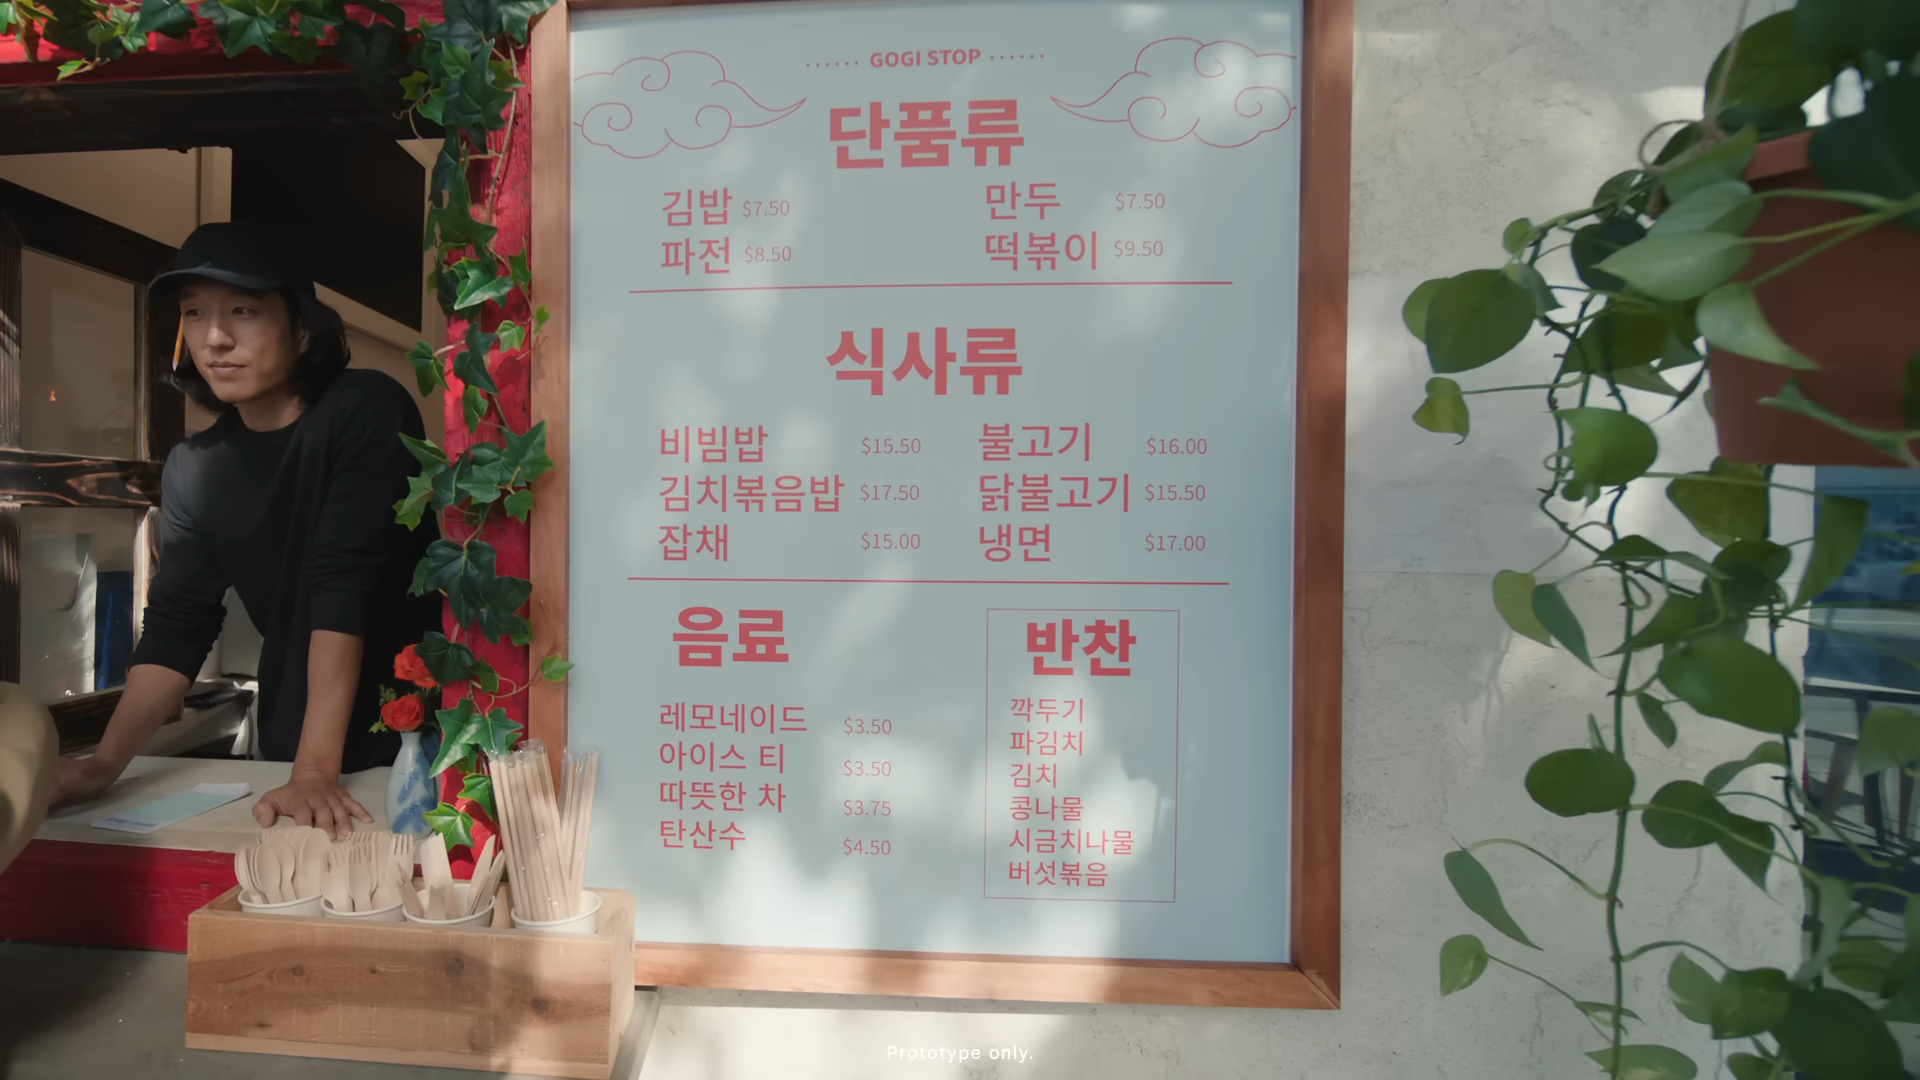 GOGI STOP
단품류
김밥 $7.50 만두 $7.50
파전 $8.50 떡볶이 $9.50
식사류
비빔밥 $15.50 불고기 $16.00
김치볶음밥 $17.50 닭불고기 $15.50
잡채 $15.00 냉면 $17.00
음료
레모네이드 $3.50
아이스 티 $3.50
따뜻한 차 $3.75
탄산수 $4.50
반찬
깍두기
파김치
김치
콩나물
시금치나물
버섯볶음
Prototype only.